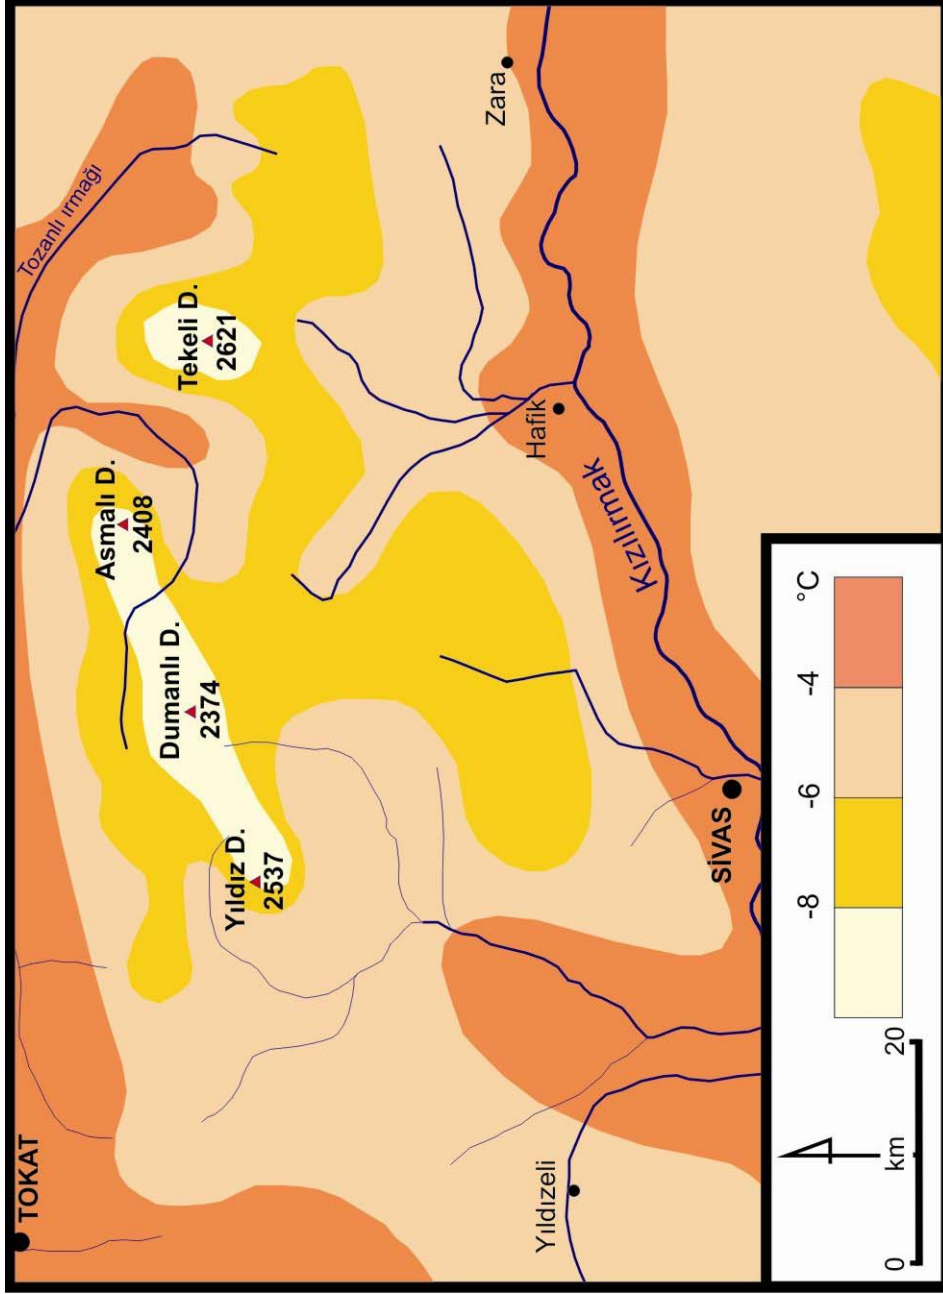 TOKAT
Tozanlı ırmağı
Asmalı D.
2408
Tekeli D.
2621
Dumanlı D.
2374
Yıldız D.
2537
Zara
Hafik
Kızılırmak
Yıldızeli
SİVAS
-8
-6
-4
°C
0
km
20